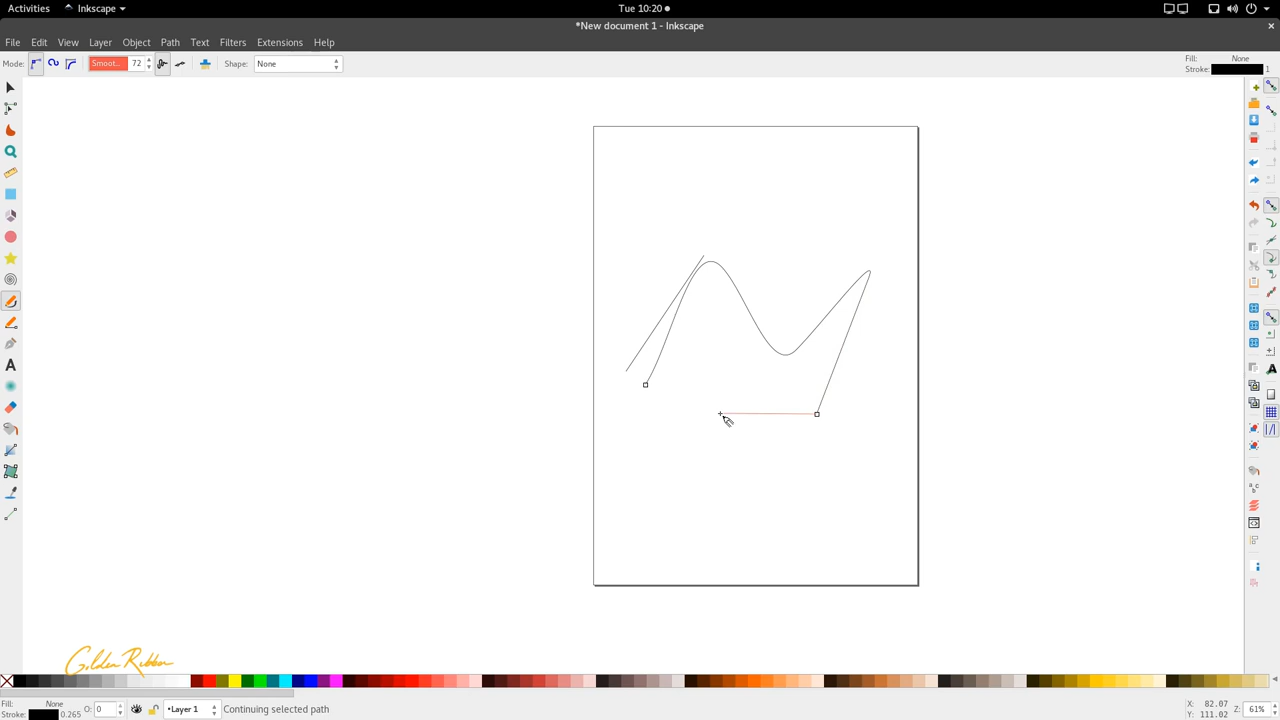 Activities Inkscape Tue 10:20
*New document 1 - Inkscape
File Edit View Layer Object Path Text Filters Extensions Help
Mode: Smoot... 72 Shape: None Fill: None
Stroke: 1
Golden Ribbon
Fill: None
Stroke: 0.265 O: 0 •Layer 1 Continuing selected path X: 82.07 Y: 111.02 Z: 61%